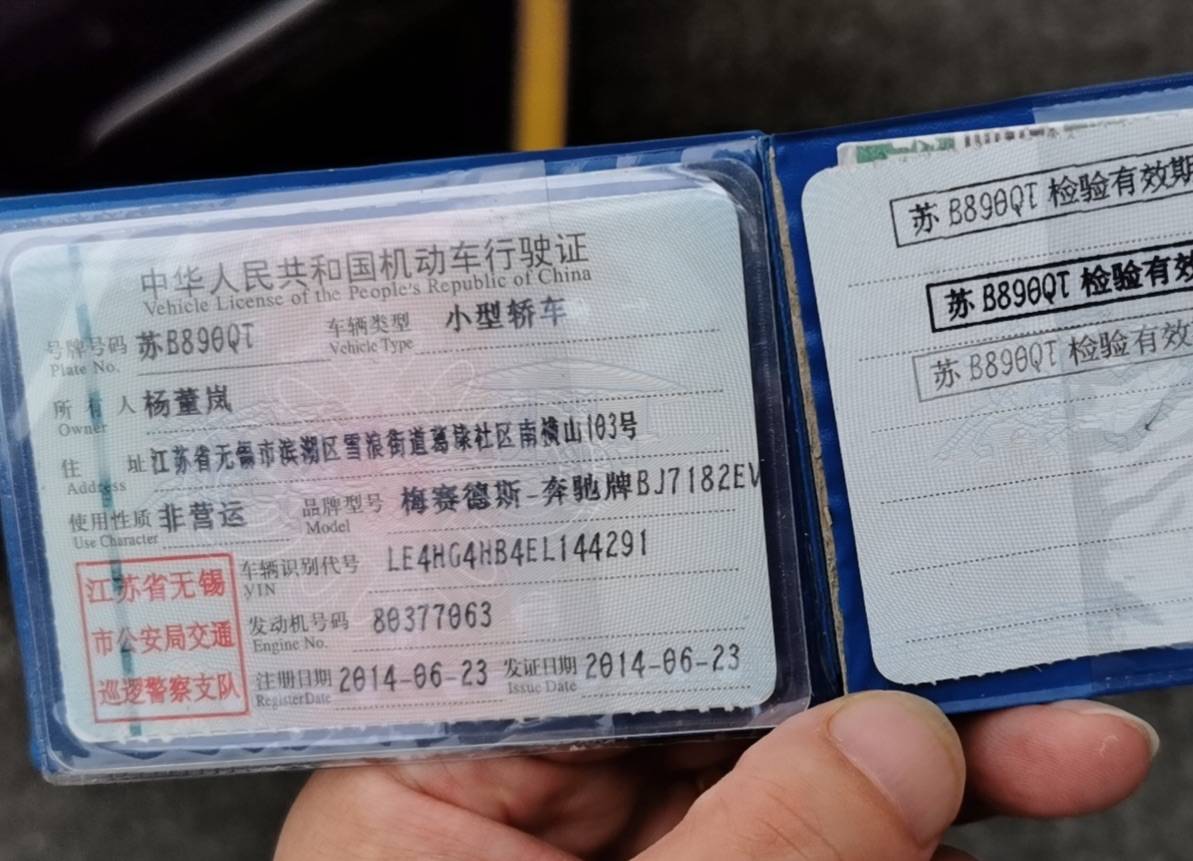 中华人民共和国机动车行驶证
Vehicle License of the People's Republic of China
号牌号码 苏B890QT 车辆类型 小型轿车
Plate No. Vehicle Type
所有人 杨董岚
Owner
住址 江苏省无锡市滨湖区雪浪街道葛埭社区南横山103号
Address
使用性质 非营运 品牌型号 梅赛德斯-奔驰牌BJ7182EV
Use Character Model
车辆识别代号 LE4HG4HB4EL144291
VIN
发动机号码 80377063
Engine No.
注册日期 2014-06-23 发证日期 2014-06-23
Register Date Issue Date
江苏省无锡
市公安局交通
巡逻警察支队
苏B890QT 检验有效期
苏B890QT 检验有效
苏B890QT 检验有效